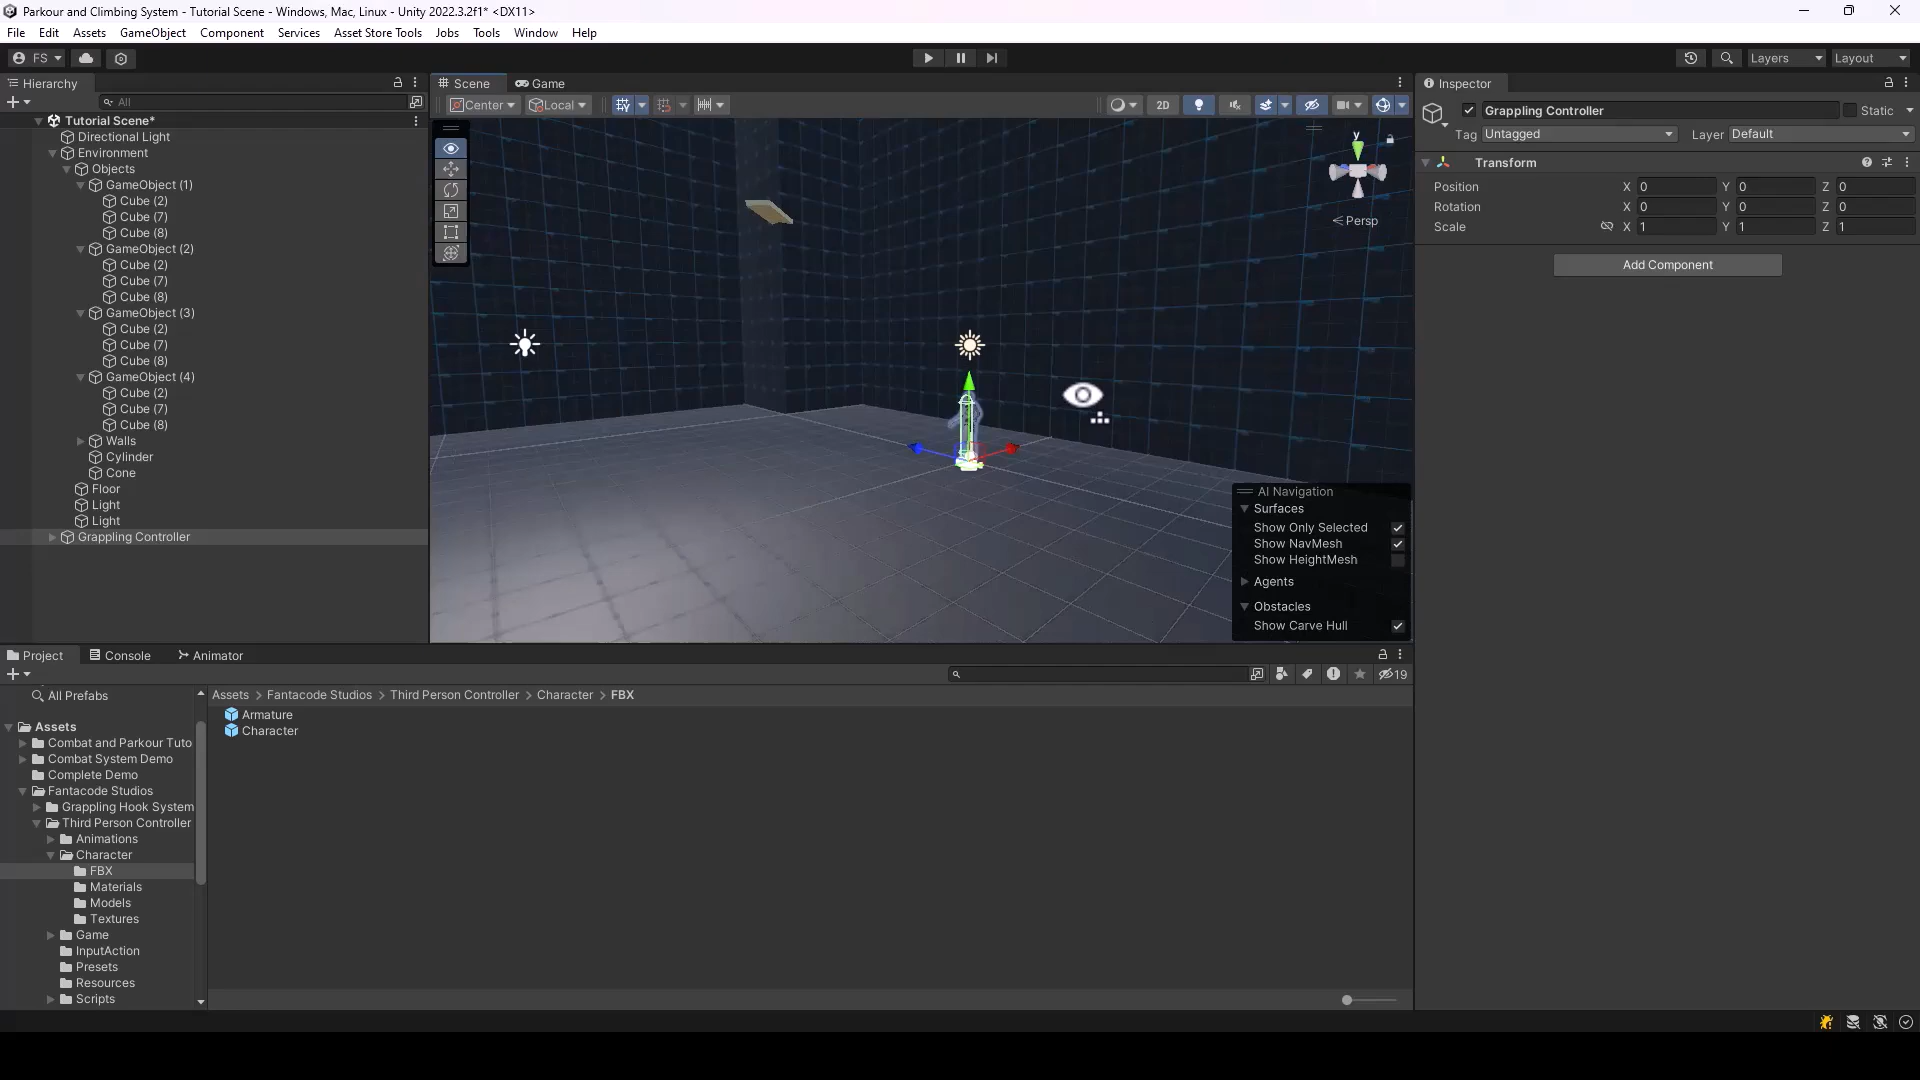 Parkour and Climbing System - Tutorial Scene - Windows, Mac, Linux - Unity 2022.3.2f1* <DX11>
File Edit Assets GameObject Component Services Asset Store Tools Jobs Tools Window Help
FS Layers Layout
Hierarchy
All
Tutorial Scene*
Directional Light
Environment
Objects
GameObject (1)
Cube (2)
Cube (7)
Cube (8)
GameObject (2)
Cube (2)
Cube (7)
Cube (8)
GameObject (3)
Cube (2)
Cube (7)
Cube (8)
GameObject (4)
Cube (2)
Cube (7)
Cube (8)
Walls
Cylinder
Cone
Floor
Light
Light
Grappling Controller
Scene Game
Center Local 2D
y
< Persp
AI Navigation
Surfaces
Show Only Selected
Show NavMesh
Show HeightMesh
Agents
Obstacles
Show Carve Hull
Inspector
Grappling Controller Static
Tag Untagged Layer Default
Transform
Position X 0 Y 0 Z 0
Rotation X 0 Y 0 Z 0
Scale X 1 Y 1 Z 1
Add Component
Project Console Animator
19
All Prefabs
Assets
Combat and Parkour Tuto
Combat System Demo
Complete Demo
Fantacode Studios
Grappling Hook System
Third Person Controller
Animations
Character
FBX
Materials
Models
Textures
Game
InputAction
Presets
Resources
Scripts
Assets > Fantacode Studios > Third Person Controller > Character > FBX
Armature
Character